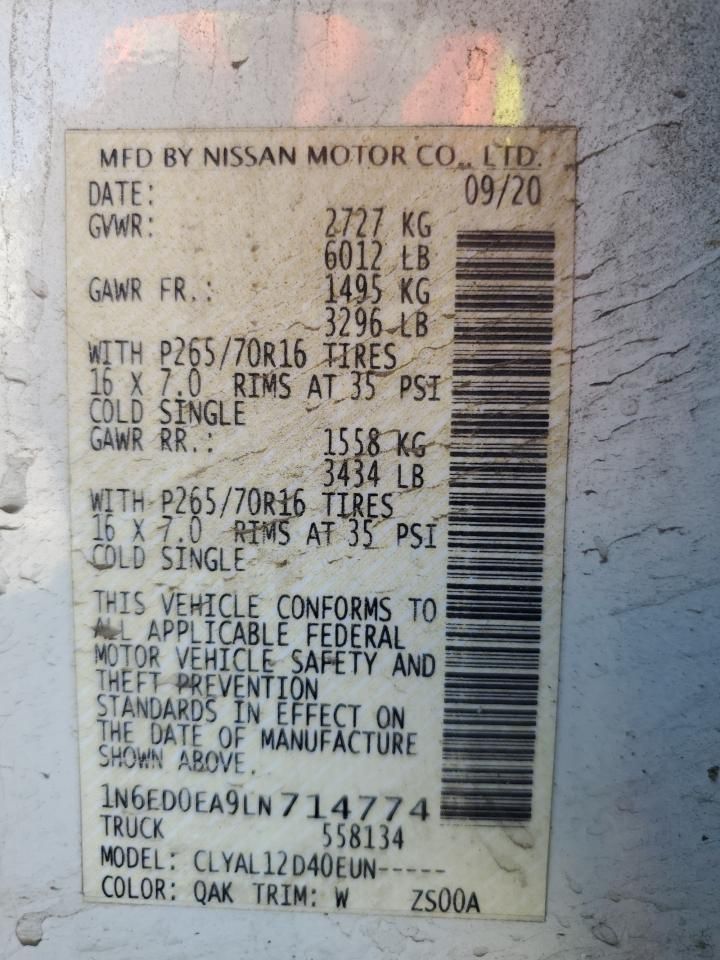 MFD BY NISSAN MOTOR CO., LTD.
DATE: 09/20
GVWR: 2727 KG
6012 LB
GAWR FR.: 1495 KG
3296 LB
WITH P265/70R16 TIRES
16 X 7.0 RIMS AT 35 PSI
COLD SINGLE
GAWR RR.: 1558 KG
3434 LB
WITH P265/70R16 TIRES
16 X 7.0 RIMS AT 35 PSI
COLD SINGLE
THIS VEHICLE CONFORMS TO
ALL APPLICABLE FEDERAL
MOTOR VEHICLE SAFETY AND
THEFT PREVENTION
STANDARDS IN EFFECT ON
THE DATE OF MANUFACTURE
SHOWN ABOVE.
1N6ED0EA9LN714774
TRUCK 558134
MODEL: CLYAL12D40EUN-----
COLOR: QAK TRIM: W ZS00A